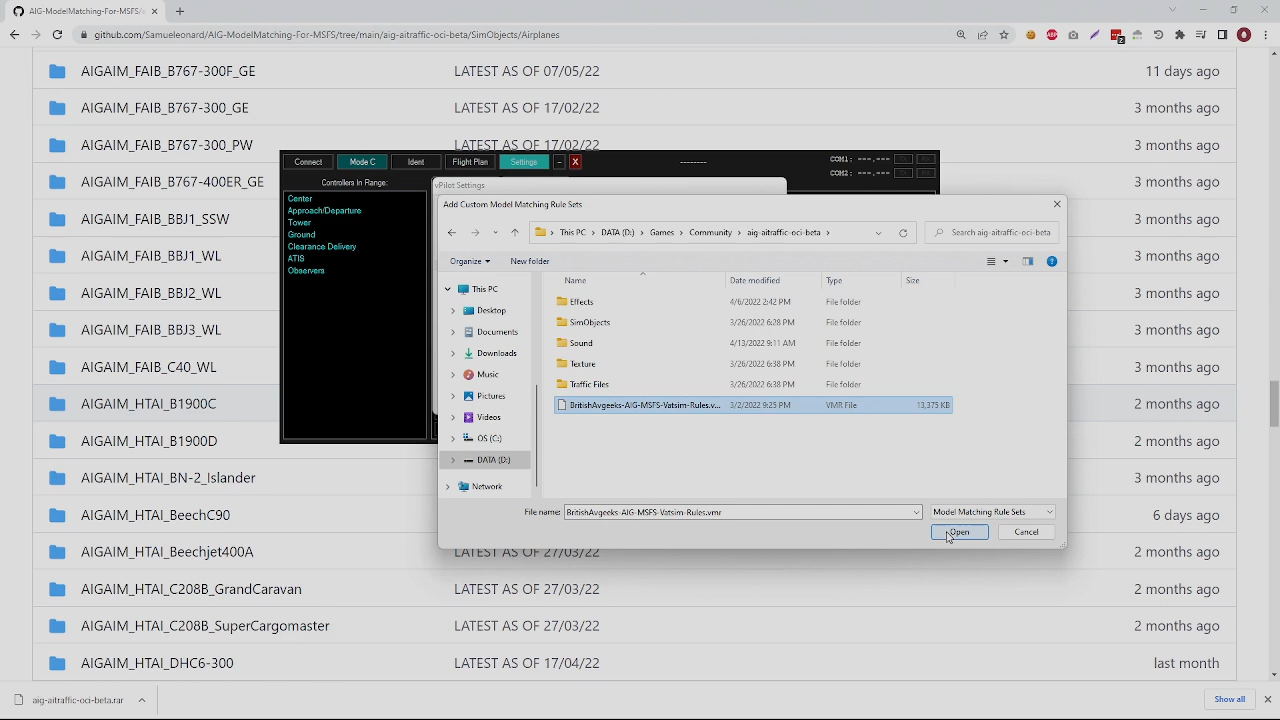 AIG-ModelMatching-For-MSFS/a
github.com/Samueleonard/AIG-ModelMatching-For-MSFS/tree/main/aig-aitraffic-oci-beta/SimObjects/Airplanes
AIGAIM_FAIB_B767-300F_GE LATEST AS OF 07/05/22 11 days ago
AIGAIM_FAIB_B767-300_GE LATEST AS OF 17/02/22 3 months ago
AIGAIM_FAIB_B767-300_PW LATEST AS OF 17/02/22 3 months ago
3 months ago
3 months ago
AIGAIM_FAIB_BBJ1_WL 3 months ago
AIGAIM_FAIB_BBJ2_WL 3 months ago
AIGAIM_FAIB_BBJ3_WL 3 months ago
AIGAIM_FAIB_C40_WL 3 months ago
AIGAIM_HTAI_B1900C 2 months ago
AIGAIM_HTAI_B1900D 2 months ago
AIGAIM_HTAI_BN-2_Islander 3 months ago
AIGAIM_HTAI_BeechC90 6 days ago
AIGAIM_HTAI_Beechjet400A LATEST AS OF 27/03/22 2 months ago
AIGAIM_HTAI_C208B_GrandCaravan LATEST AS OF 27/03/22 2 months ago
AIGAIM_HTAI_C208B_SuperCargomaster LATEST AS OF 27/03/22 2 months ago
AIGAIM_HTAI_DHC6-300 LATEST AS OF 17/04/22 last month
Connect Mode C Ident Flight Plan Settings - X ------- COM1: ---.--- TX RX
COM2: ---.--- TX RX
Controllers In Range:
Center
Approach/Departure
Tower
Ground
Clearance Delivery
ATIS
Observers
vPilot Settings
Add Custom Model Matching Rule Sets
This PC > DATA (D:) > Games > Community > aig-aitraffic-oci-beta > Search aig-aitraffic-oci-beta
Organize New folder
This PC
Desktop
Documents
Downloads
Music
Pictures
Videos
OS (C:)
DATA (D:)
Network
Name Date modified Type Size
Effects 4/6/2022 2:42 PM File folder
SimObjects 3/26/2022 6:28 PM File folder
Sound 4/13/2022 9:11 AM File folder
Texture 3/26/2022 6:38 PM File folder
Traffic Files 3/26/2022 6:38 PM File folder
BritishAvgeeks-AIG-MSFS-Vatsim-Rules.v... 3/2/2022 9:25 PM VMR File 13,375 KB
File name: BritishAvgeeks-AIG-MSFS-Vatsim-Rules.vmr Model Matching Rule Sets
Open Cancel
aig-aitraffic-oci-beta.rar Show all